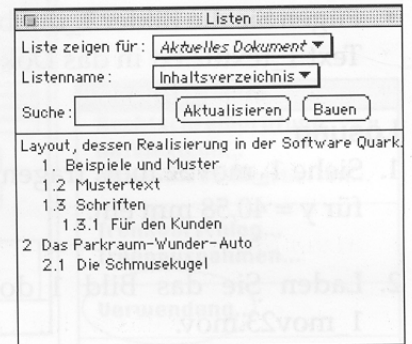 Listen
Liste zeigen für: Aktuelles Dokument
Listenname: Inhaltsverzeichnis
Suche: Aktualisieren Bauen
Layout, dessen Realisierung in der Software Quark.
1.1 Beispiele und Muster
1.2 Mustertext
1.3 Schriften
1.3.1 Für den Kunden
2 Das Parkraum-Wunder-Auto
2.1 Die Schmusekugel